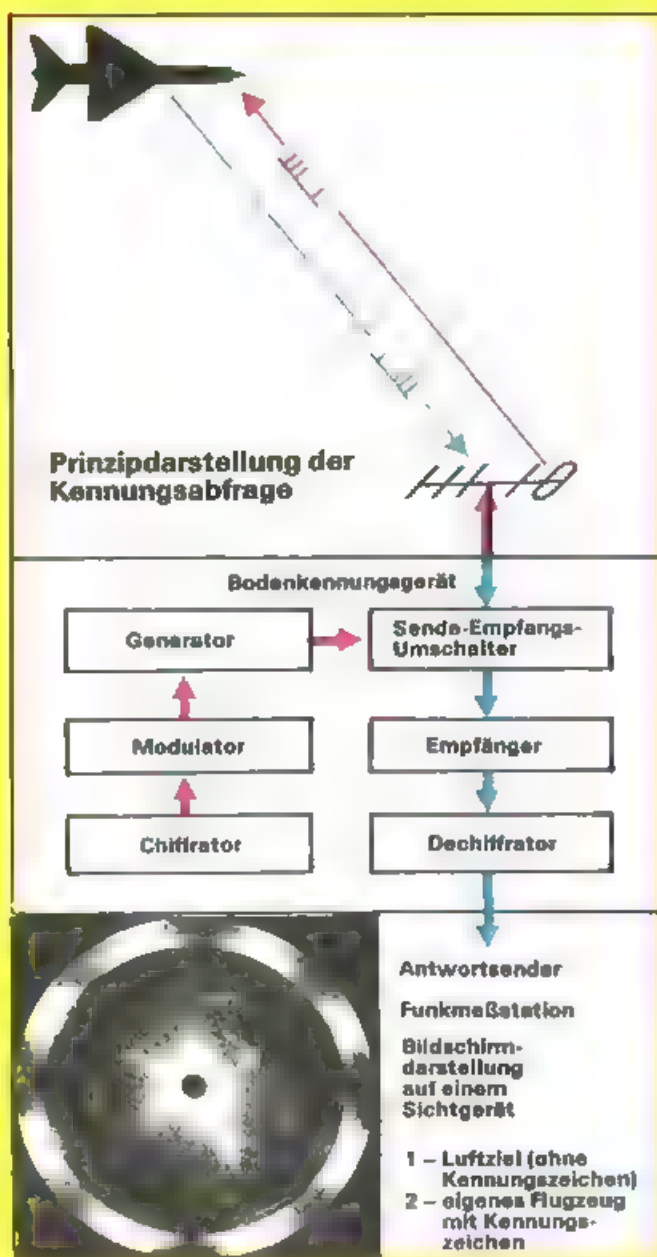 Prinzipdarstellung der
Kennungsabfrage
Bodenkennungsgerät
Generator
Sende-Empfangs-
Umschalter
Modulator
Empfänger
Chiffrator
Dechiffrator
Antwortsender
Funkmeßstation
Bildschirm-
darstellung
auf einem
Sichtgerät
1 – Luftziel (ohne
Kennungszeichen)
2 – eigenes Flugzeug
mit Kennungs-
zeichen